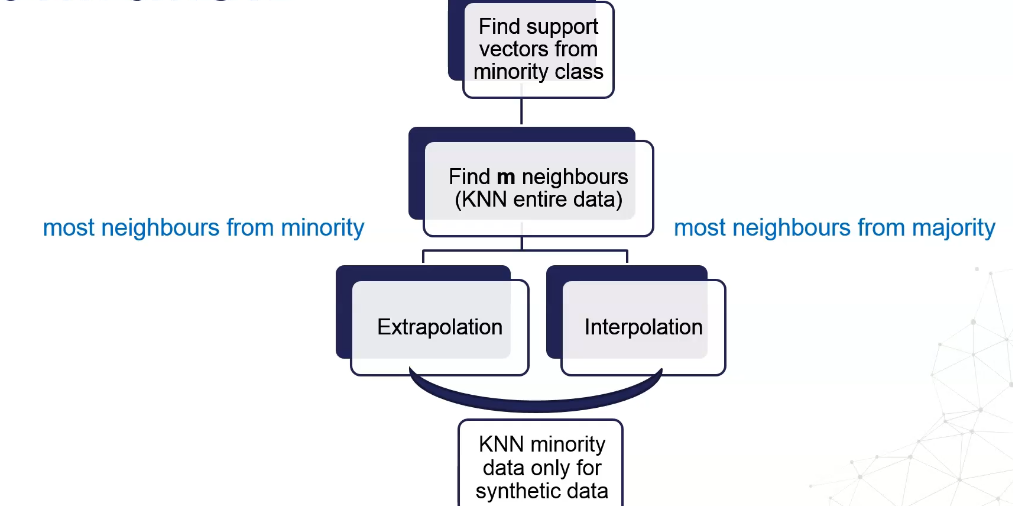 Find support
vectors from
minority class
Find m neighbours
(KNN entire data)
most neighbours from minority
most neighbours from majority
Extrapolation
Interpolation
KNN minority
data only for
synthetic data